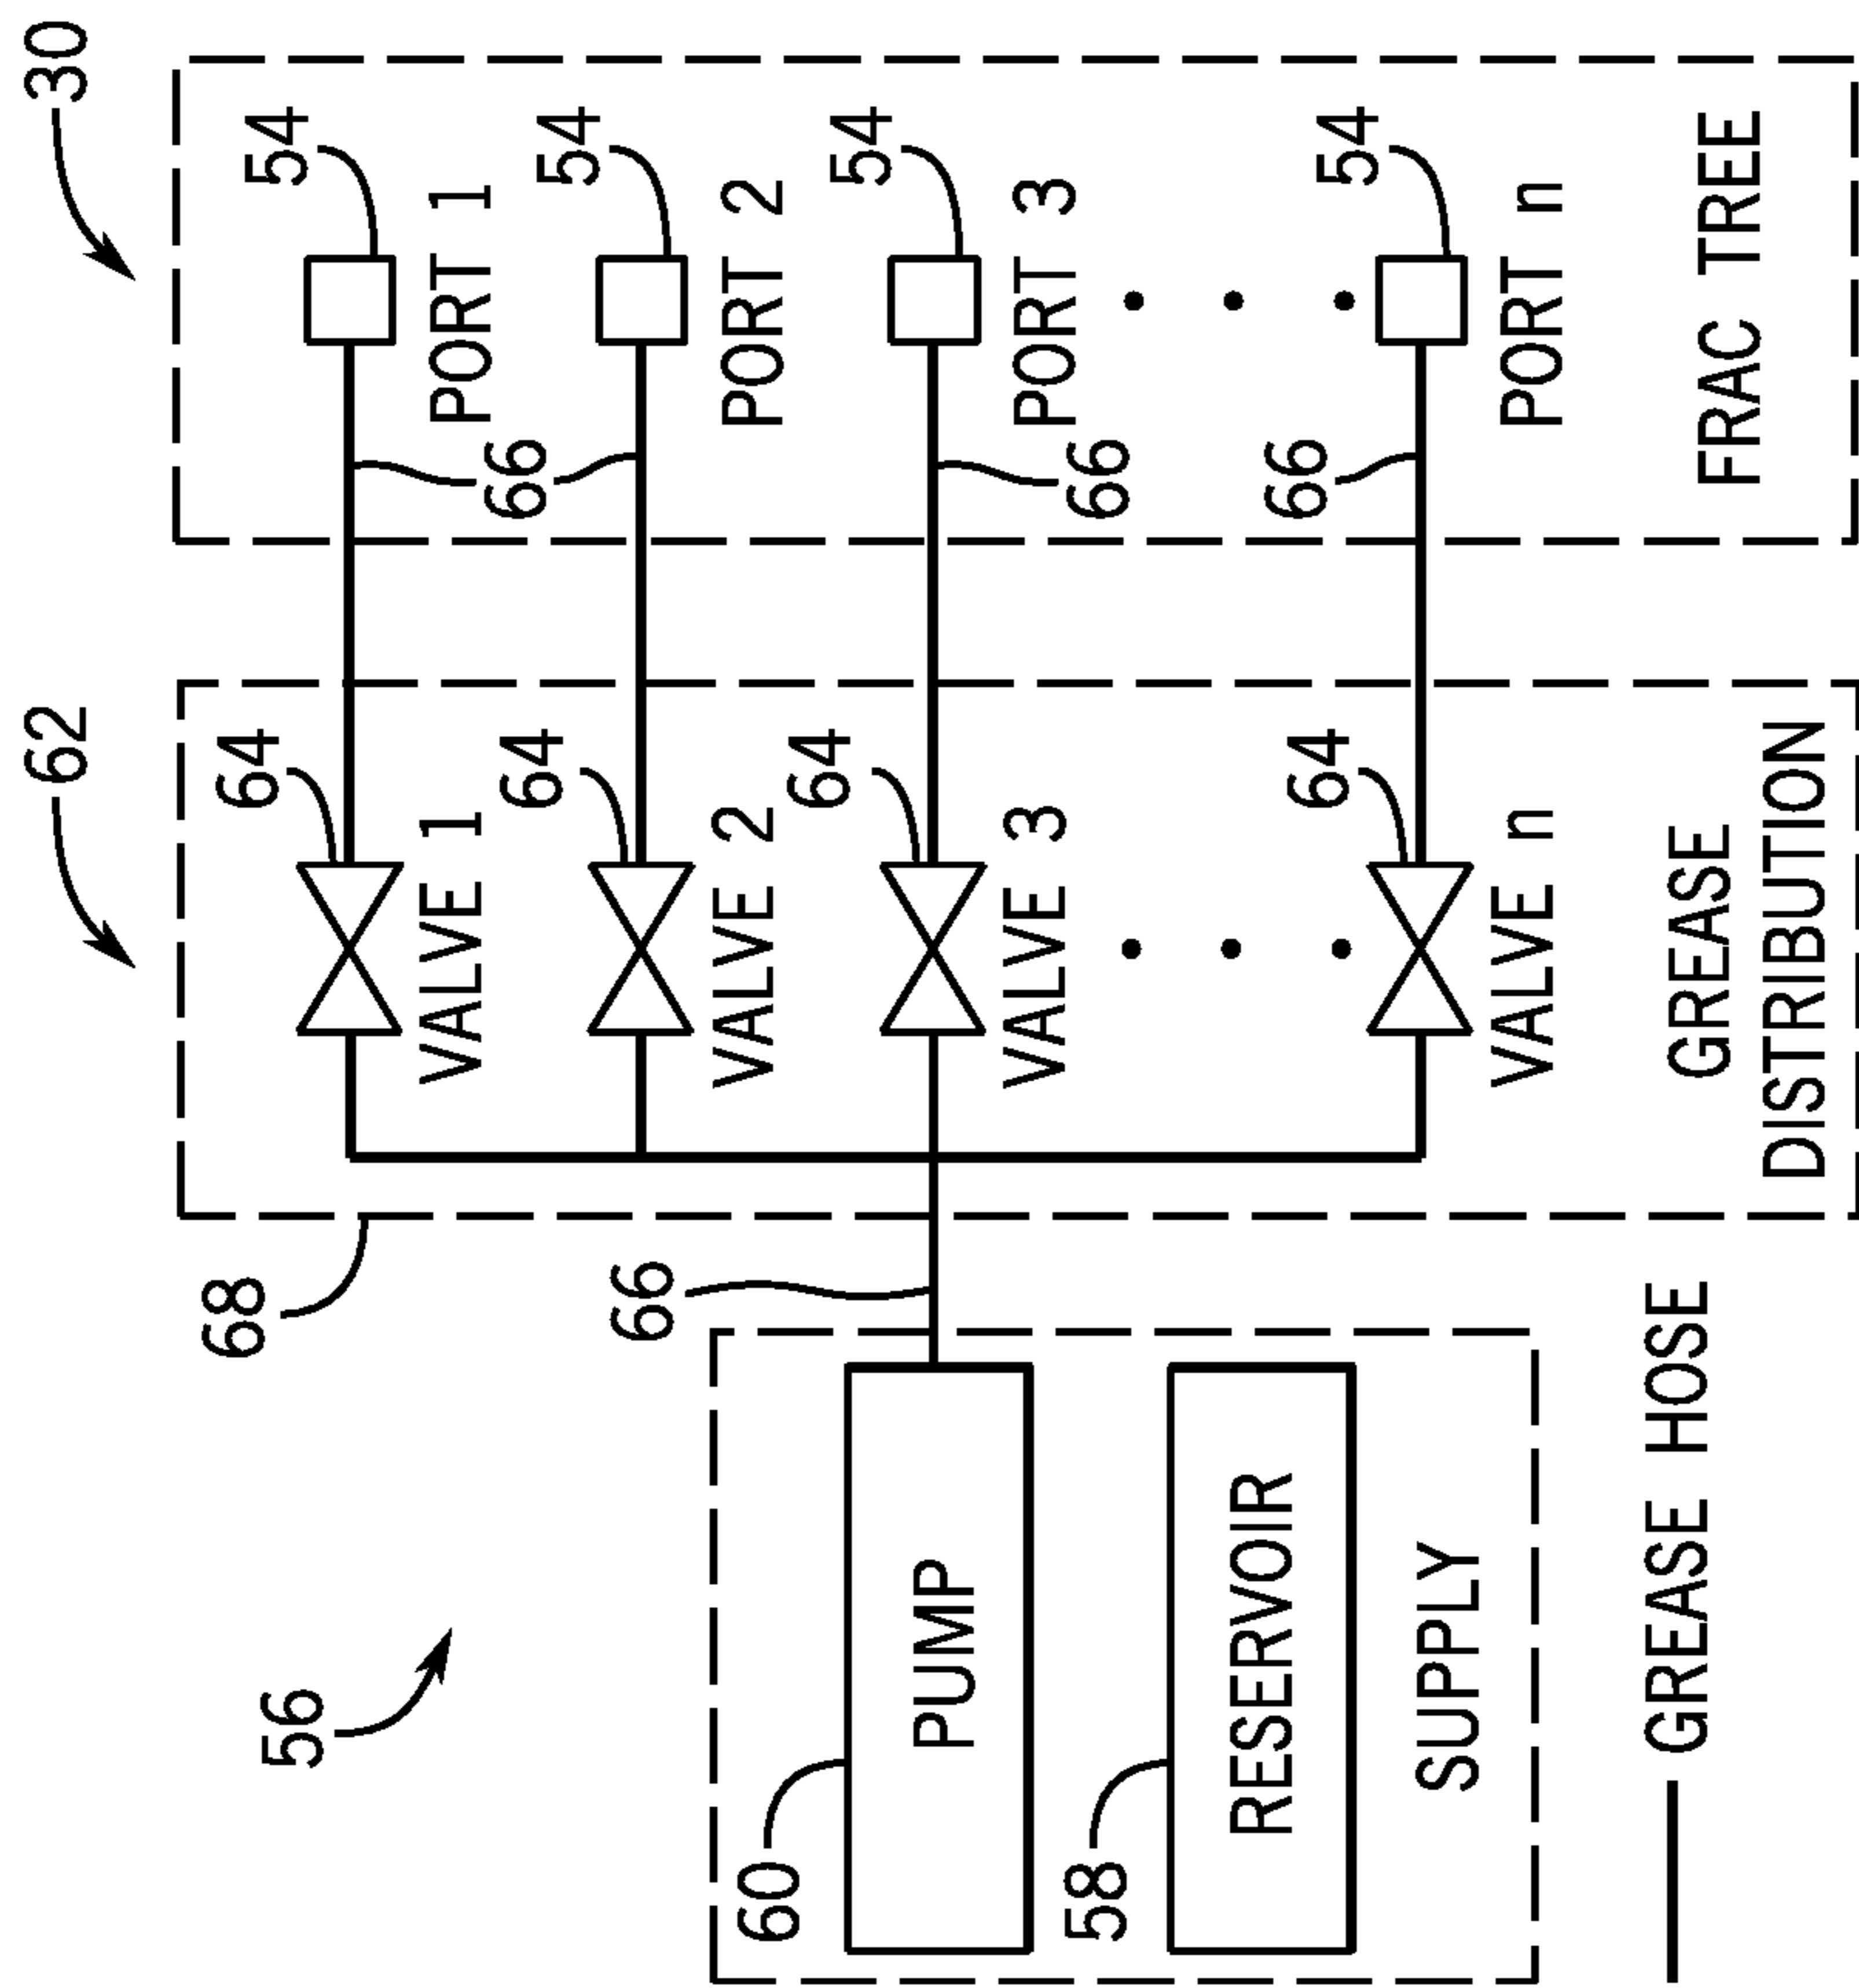 30
62
56
54
54
54
54
PORT 1
PORT 2
PORT 3
PORT n
66
66
66
FRAC TREE
64
64
64
64
VALVE 1
VALVE 2
VALVE 3
VALVE n
GREASE
DISTRIBUTION
68
66
60
PUMP
58
RESERVOIR
SUPPLY
GREASE HOSE